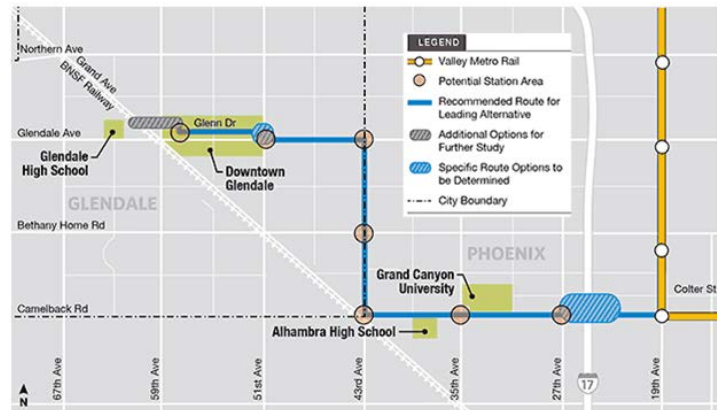 LEGEND
Valley Metro Rail
Potential Station Area
Recommended Route for
Leading Alternative
Additional Options for
Further Study
Specific Route Options to
be Determined
City Boundary
Northern Ave
Grand Ave
BNSF Railway
Glenn Dr
Glendale Ave
Glendale
High School
Downtown
Glendale
GLENDALE
Bethany Home Rd
PHOENIX
Grand Canyon
University
Colter St
Camelback Rd
Alhambra High School
N
67th Ave
59th Ave
51st Ave
43rd Ave
35th Ave
27th Ave
17
19th Ave